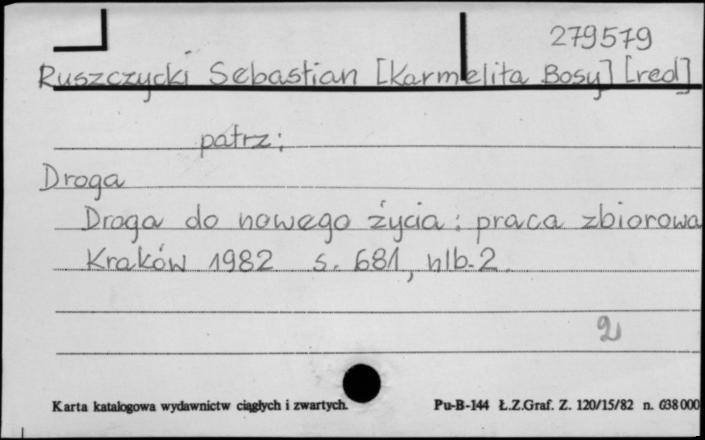 279579
Ruszczycki Sebastian [Karmelita Bosy] [red]
patrz:
Droga
Droga do nowego życia : praca zbiorowa
Kraków 1982 s. 681, nlb. 2.
2
Karta katalogowa wydawnictw ciągłych i zwartych. Pu-B-144 Ł.Z.Graf. Z. 120/15/82 n. 638 000